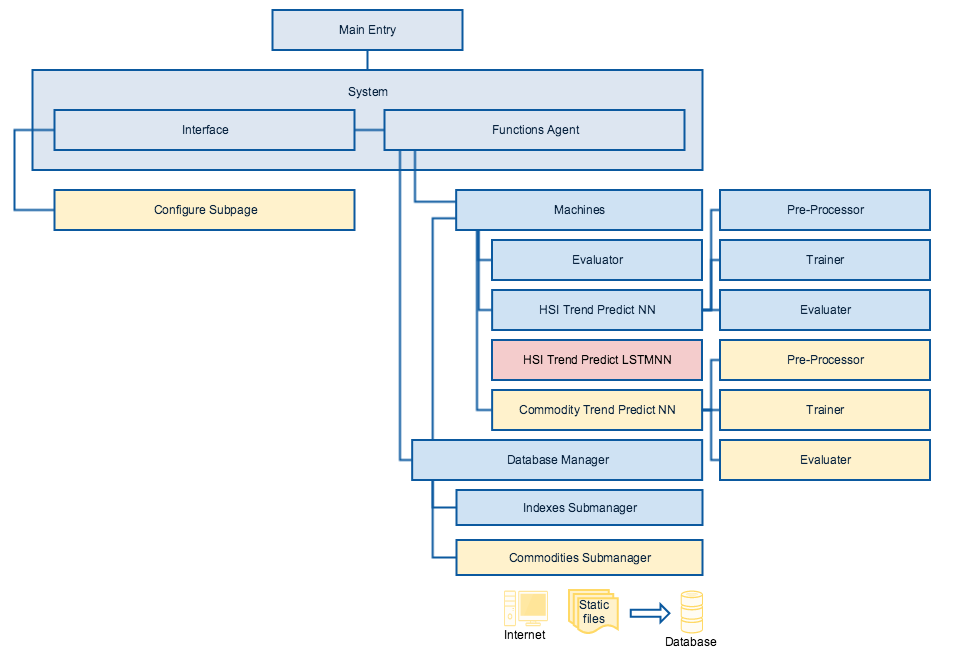 Main Entry
System
Interface
Functions Agent
Configure Subpage
Machines
Pre-Processor
Evaluator
Trainer
HSI Trend Predict NN
Evaluater
HSI Trend Predict LSTMNN
Pre-Processor
Commodity Trend Predict NN
Trainer
Database Manager
Evaluater
Indexes Submanager
Commodities Submanager
Static
files
Internet
Database